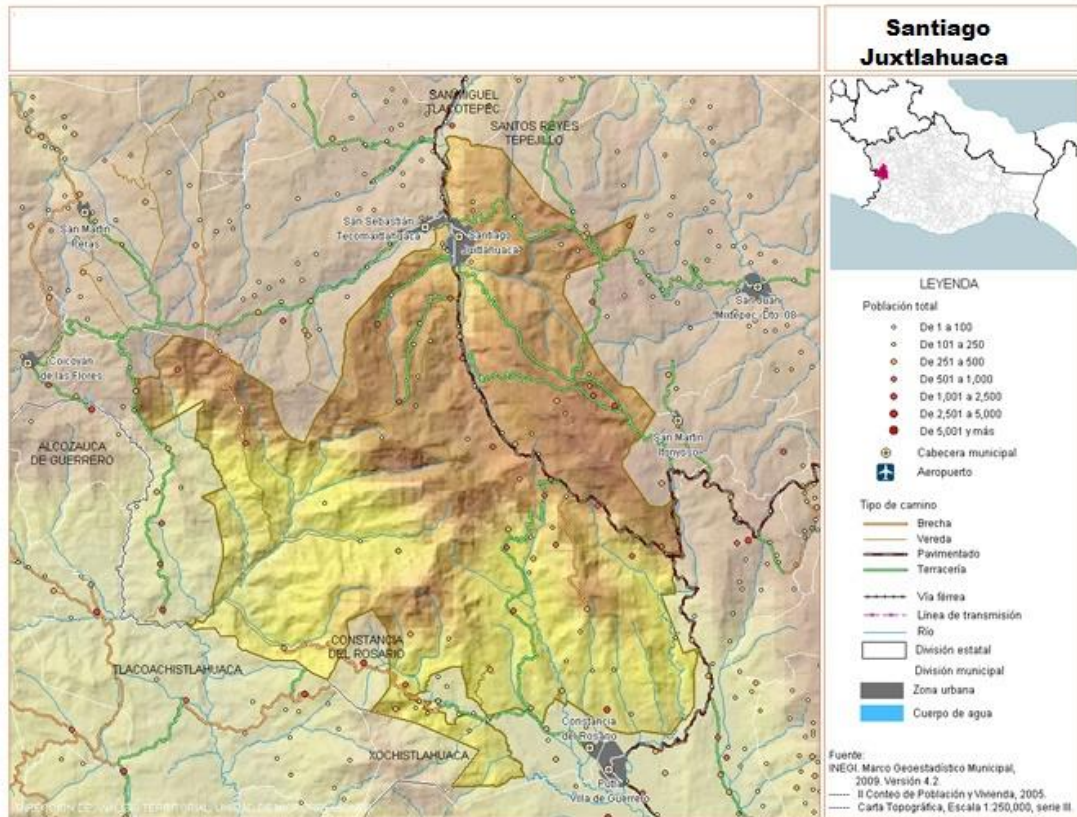 Santiago
Juxtlahuaca
SAN MIGUEL
TLACOTEPEC
SANTOS REYES
TEPEJILLO
San Sebastián
Tecomaxtlahuaca
Santiago
Juxtlahuaca
San Martín
Peras
San Juan
Mixtepec -Dto. 08-
Coicoyán
de las Flores
San Martín
Itunyoso
ALCOZAUCA
DE GUERRERO
CONSTANCIA
DEL ROSARIO
TLACOACHISTLAHUACA
Constancia
del Rosario
XOCHISTLAHUACA
Putla
Villa de Guerrero
LEYENDA
Población total
De 1 a 100
De 101 a 250
De 251 a 500
De 501 a 1,000
De 1,001 a 2,500
De 2,501 a 5,000
De 5,001 y más
Cabecera municipal
Aeropuerto
Tipo de camino
Brecha
Vereda
Pavimentado
Terracería
Vía férrea
Línea de transmisión
Río
División estatal
División municipal
Zona urbana
Cuerpo de agua
Fuente:
INEGI. Marco Geoestadístico Municipal,
2009. Versión 4.2.
II Conteo de Población y Vivienda, 2005.
Carta Topográfica, Escala 1:250,000, serie III.